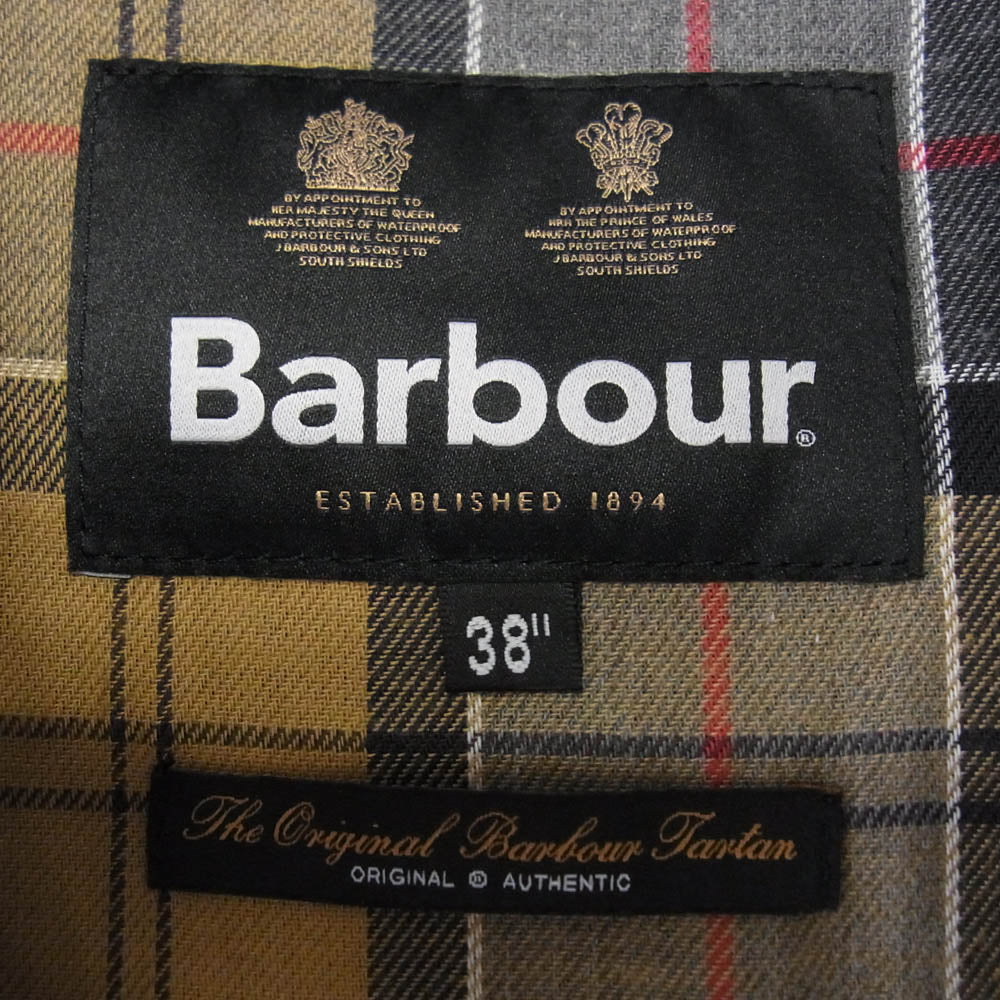 BY APPOINTMENT TO
HER MAJESTY THE QUEEN
MANUFACTURERS OF WATERPROOF
AND PROTECTIVE CLOTHING
J BARBOUR & SONS LTD
SOUTH SHIELDS
BY APPOINTMENT TO
HRH THE PRINCE OF WALES
MANUFACTURERS OF WATERPROOF
AND PROTECTIVE CLOTHING
J BARBOUR & SONS LTD
SOUTH SHIELDS
Barbour®
ESTABLISHED 1894
38"
The Original Barbour Tartan
ORIGINAL ® AUTHENTIC